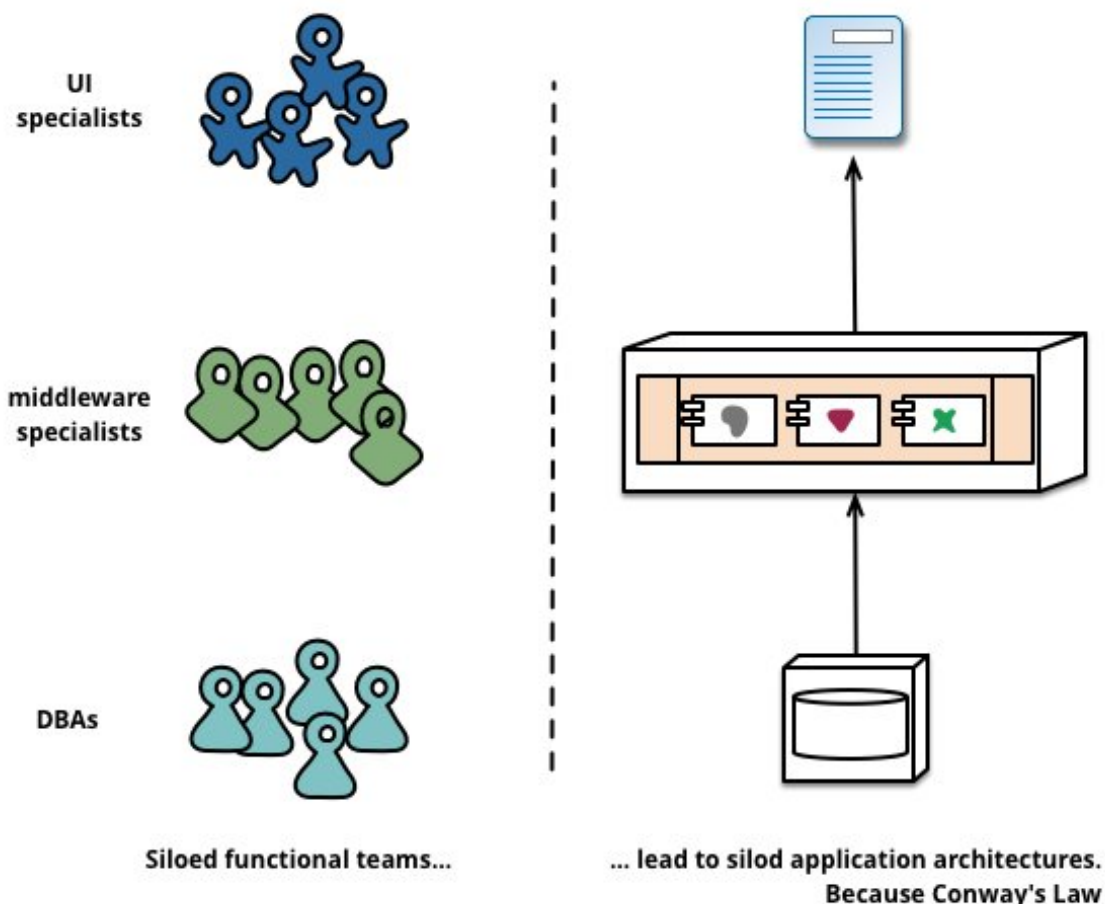 UI
specialists
middleware
specialists
DBAs
Siloed functional teams...
... lead to silod application architectures.
Because Conway's Law